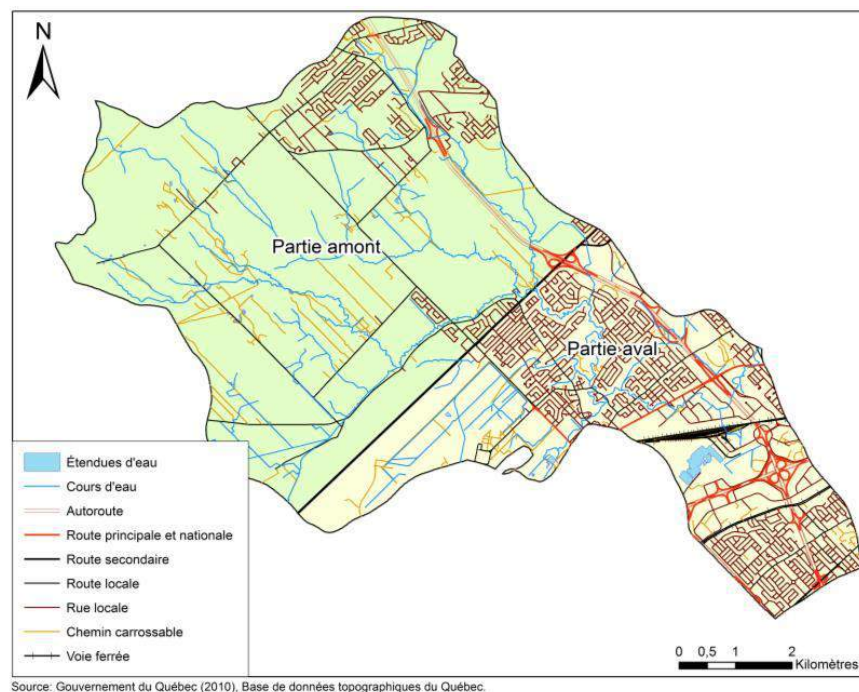 N
Partie amont
Partie aval
Étendues d'eau
Cours d'eau
Autoroute
Route principale et nationale
Route secondaire
Route locale
Rue locale
Chemin carrossable
Voie ferrée
0 0,5 1 2
Kilomètres
Source: Gouvernement du Québec (2010), Base de données topographiques du Québec.